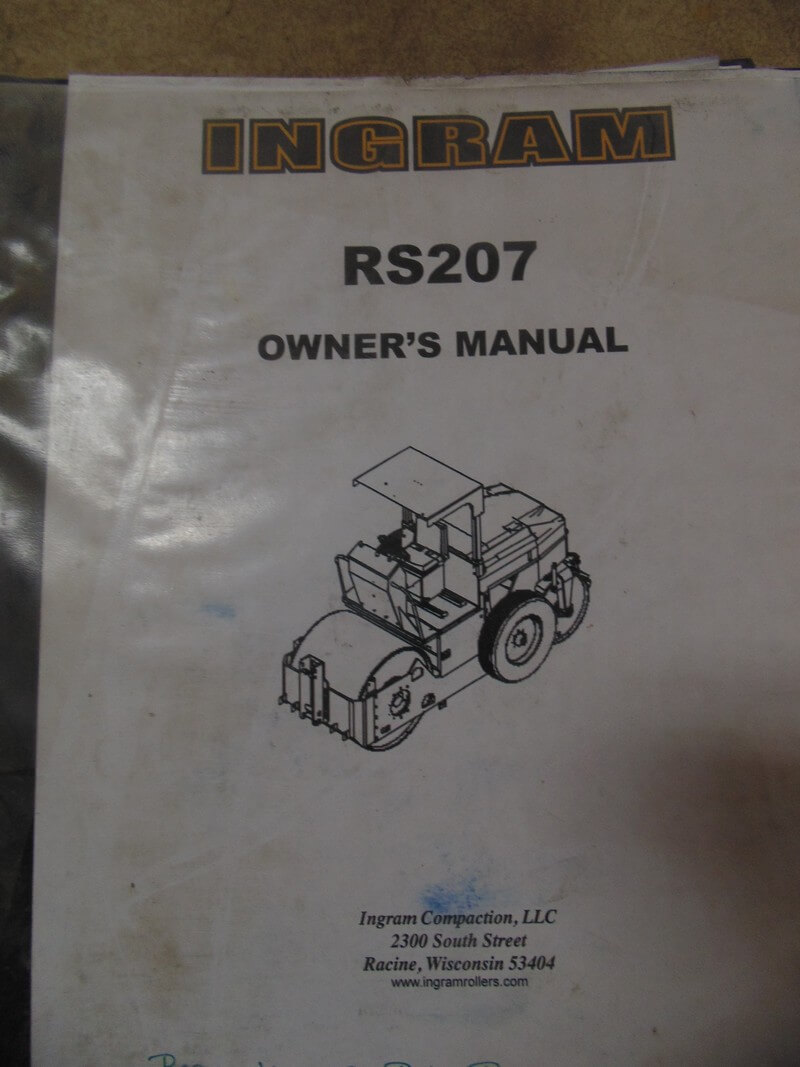 INGRAM
RS207
OWNER'S MANUAL
Ingram Compaction, LLC
2300 South Street
Racine, Wisconsin 53404
www.ingramrollers.com